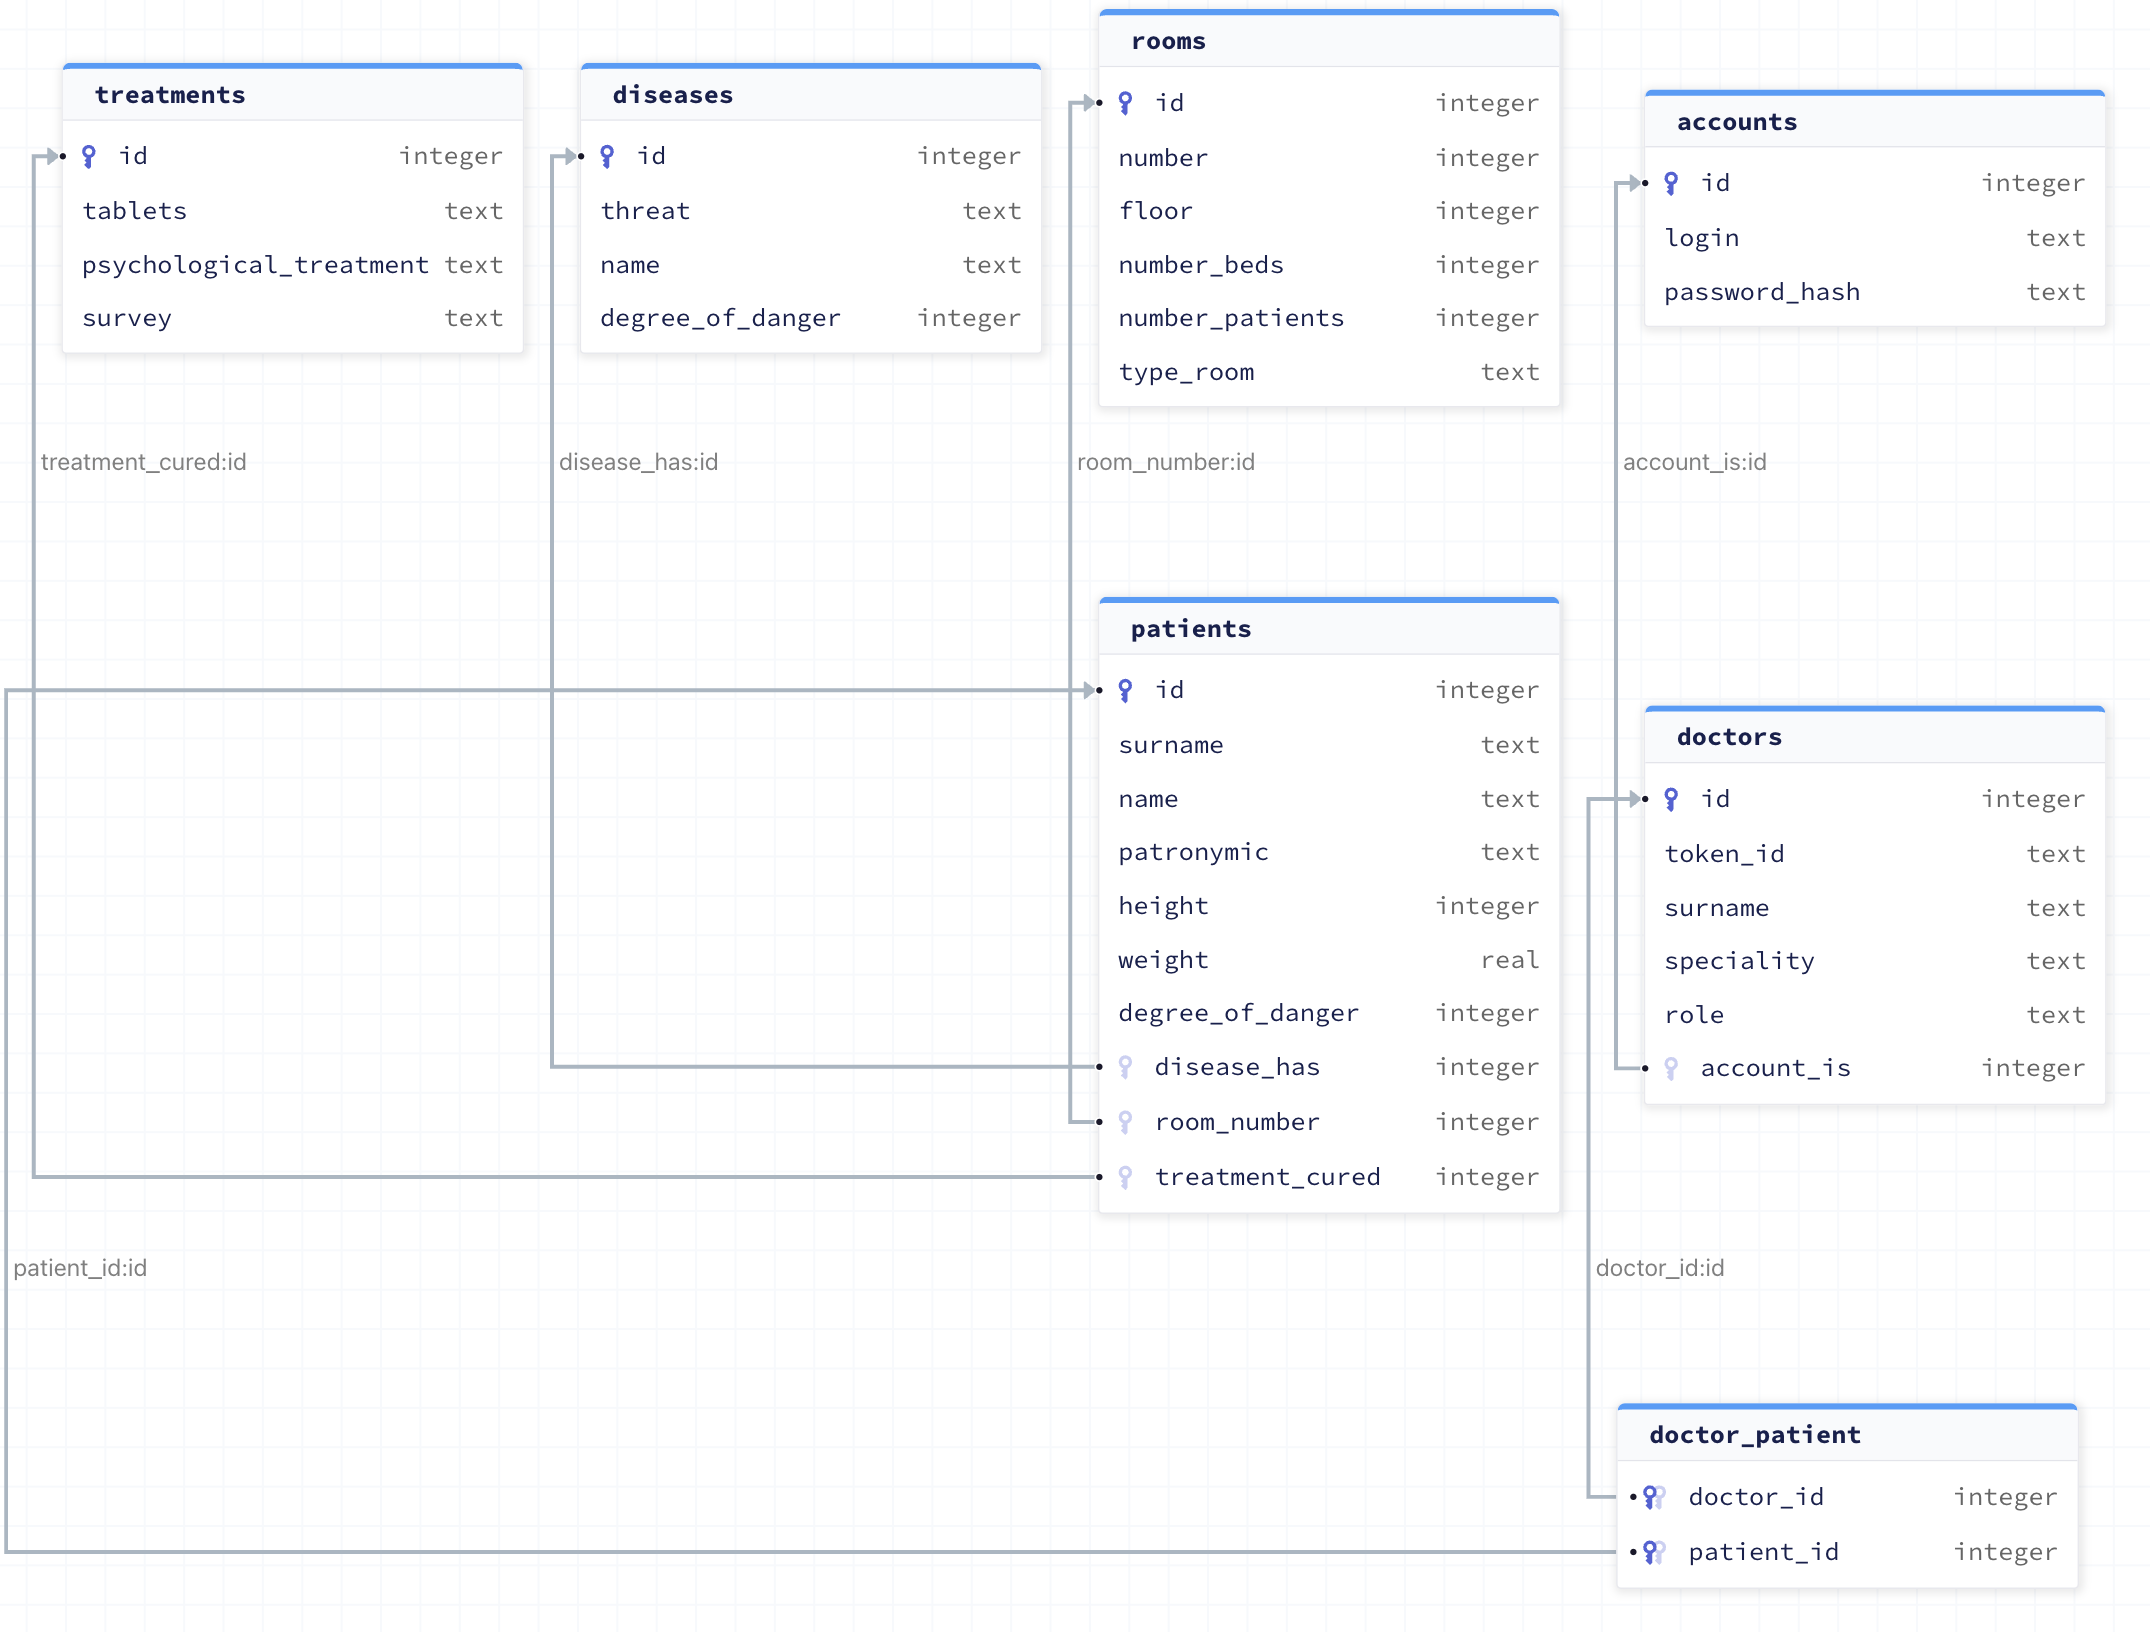 treatments
id integer
tablets text
psychological_treatment text
survey text
diseases
id integer
threat text
name text
degree_of_danger integer
rooms
id integer
number integer
floor integer
number_beds integer
number_patients integer
type_room text
accounts
id integer
login text
password_hash text
treatment_cured:id
disease_has:id
room_number:id
account_is:id
patients
id integer
surname text
name text
patronymic text
height integer
weight real
degree_of_danger integer
disease_has integer
room_number integer
treatment_cured integer
doctors
id integer
token_id text
surname text
speciality text
role text
account_is integer
patient_id:id
doctor_id:id
doctor_patient
doctor_id integer
patient_id integer